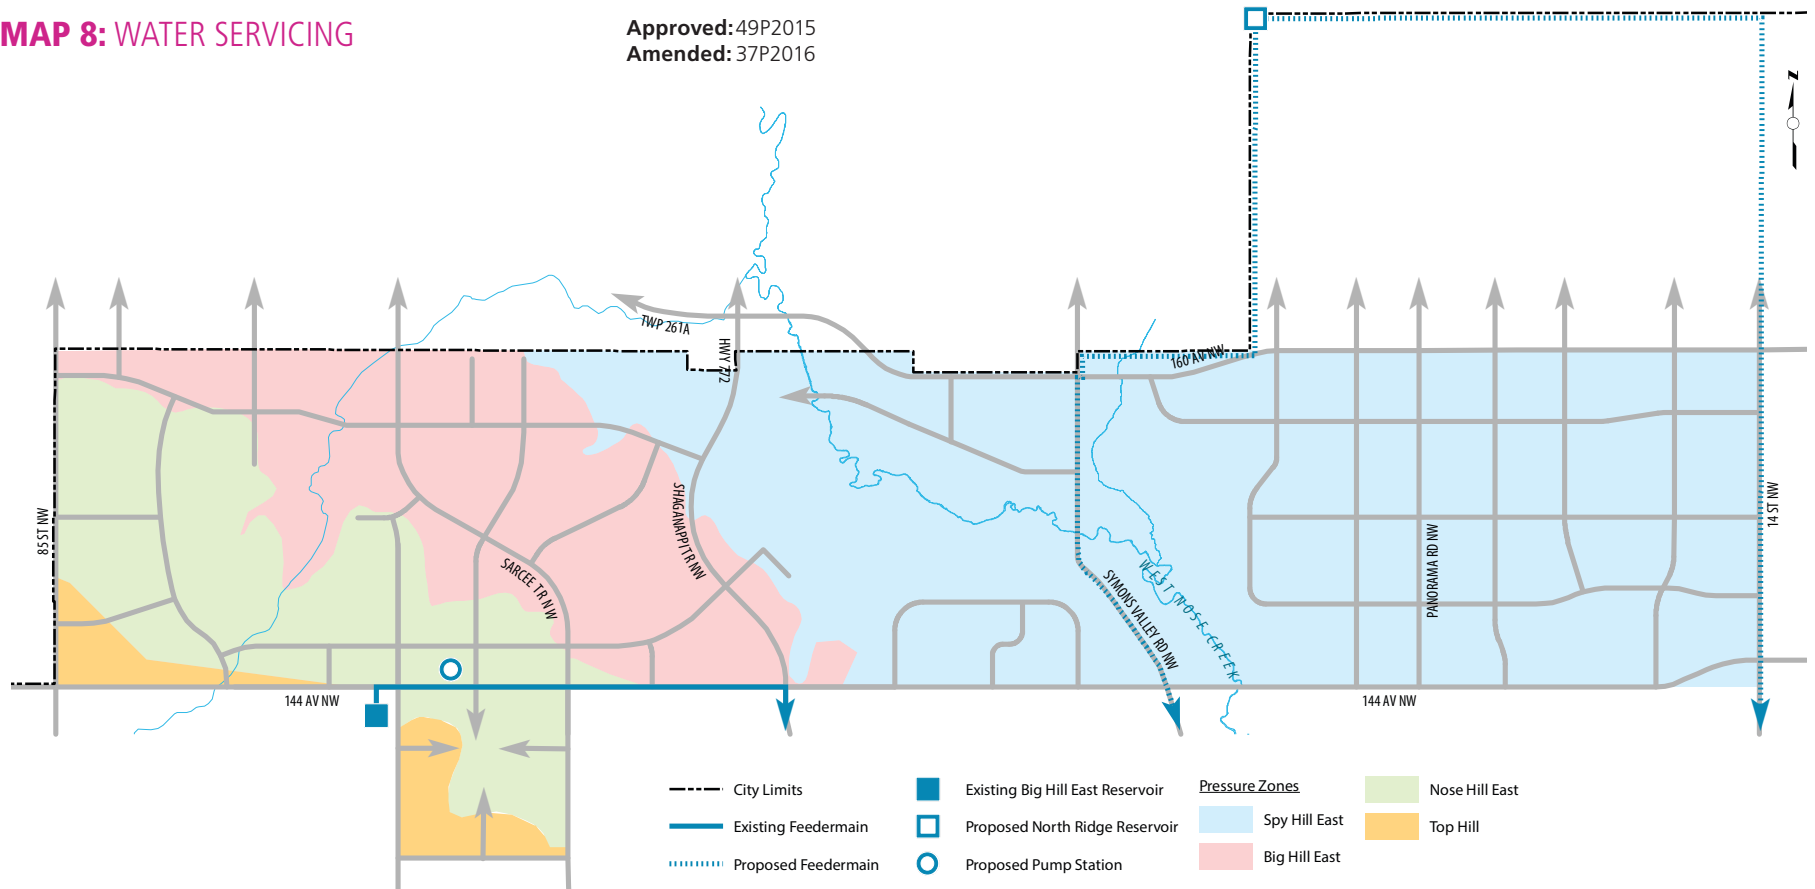 MAP 8: WATER SERVICING
Approved: 49P2015
Amended: 37P2016
N
TWP 261A
HWY 772
160 AV NW
85 ST NW
SHAGANAPPI TR NW
SARCEE TR NW
SYMONS VALLEY RD NW
WEST NOSE CREEK
PANORAMA RD NW
14 ST NW
144 AV NW
144 AV NW
City Limits
Existing Feedermain
Proposed Feedermain
Existing Big Hill East Reservoir
Proposed North Ridge Reservoir
Proposed Pump Station
Pressure Zones
Spy Hill East
Big Hill East
Nose Hill East
Top Hill